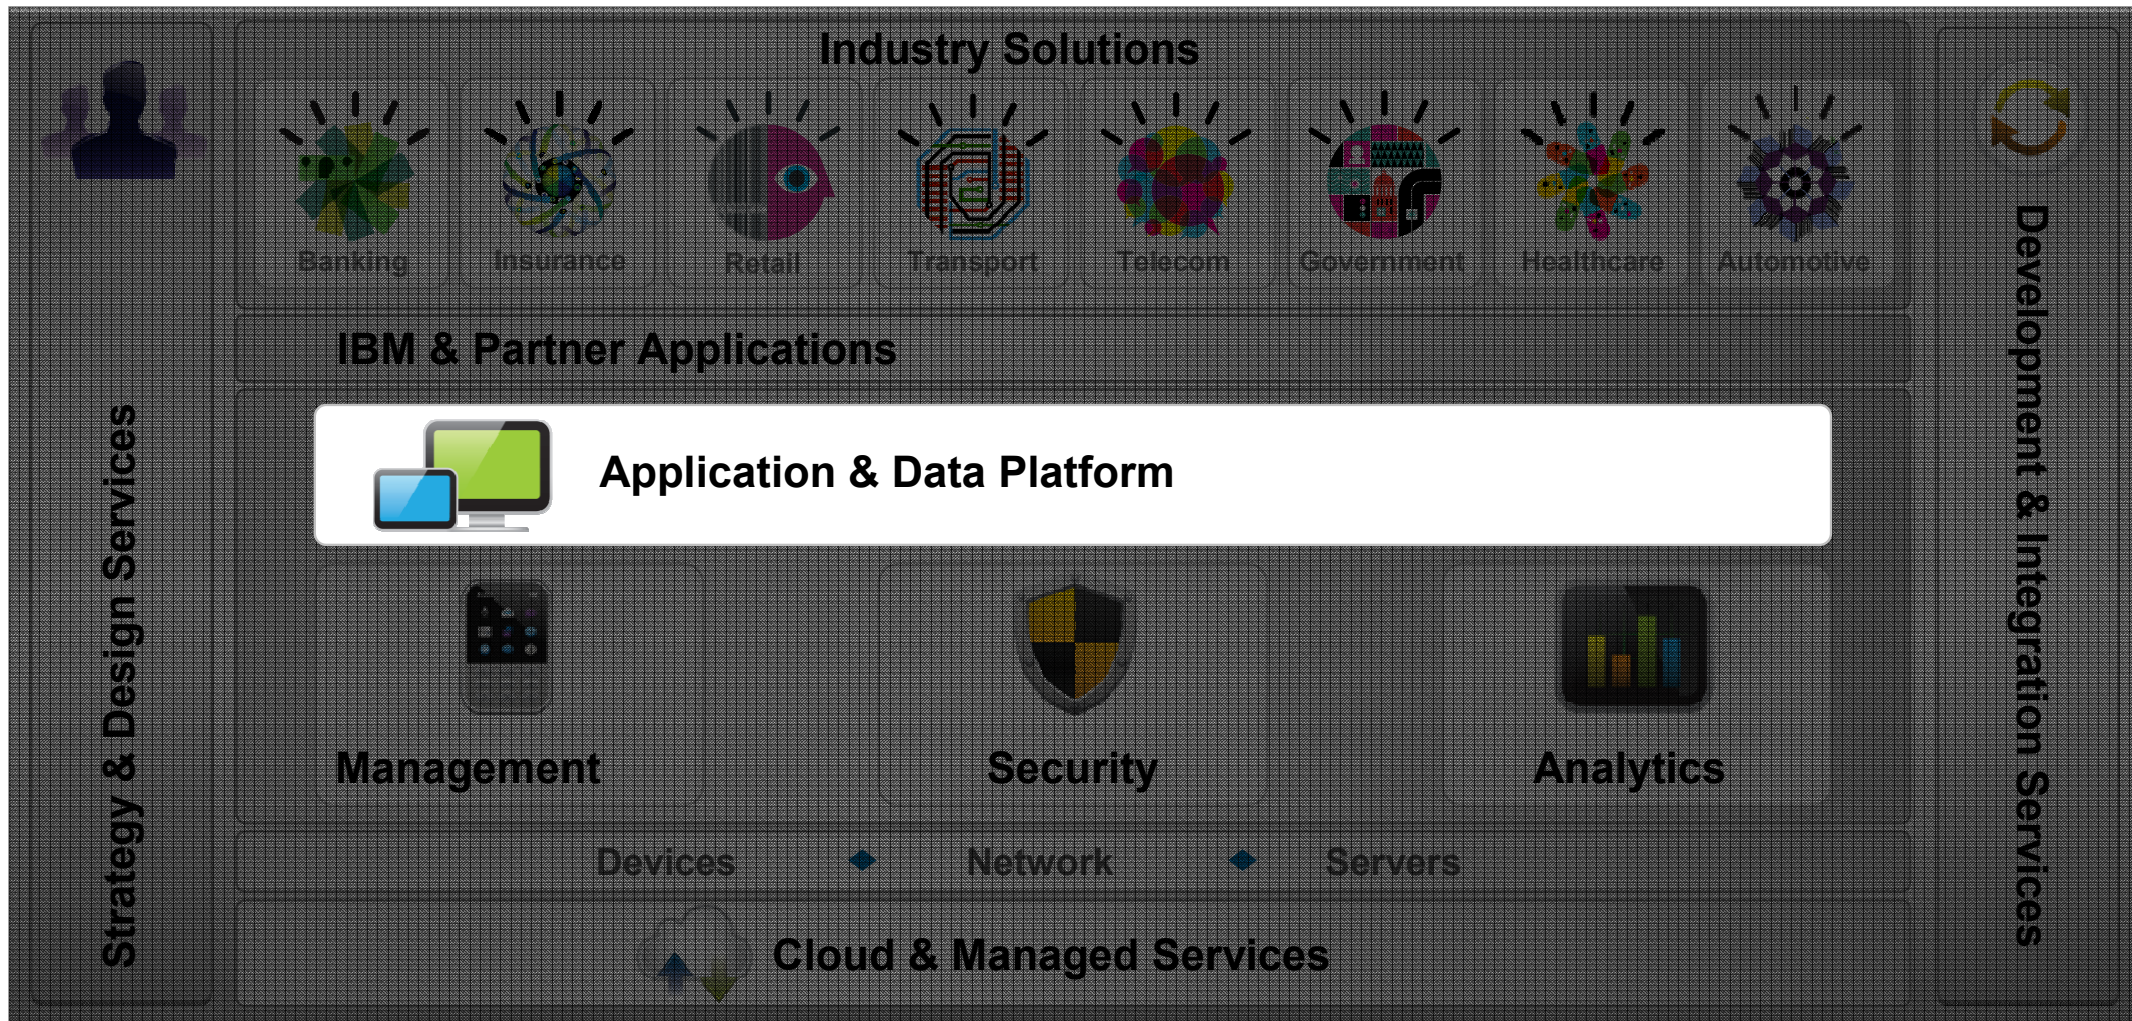 Industry Solutions
Banking
Insurance
Retail
Transport
Telecom
Government
Healthcare
Automotive
IBM & Partner Applications
Application & Data Platform
Management
Security
Analytics
Devices
Network
Servers
Cloud & Managed Services
Strategy & Design Services
Development & Integration Services